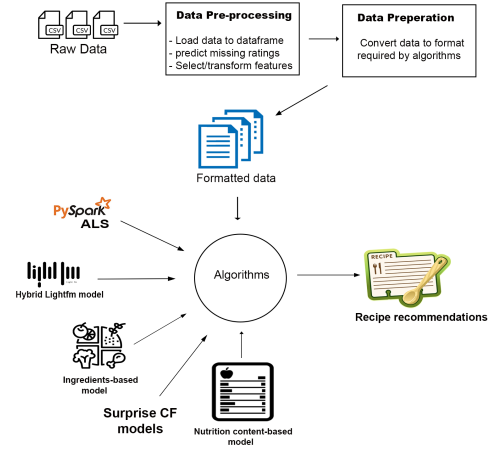 Data Pre-processing
- Load data to dataframe
- predict missing ratings
- Select/transform features
Data Preperation
Convert data to format
required by algorithms
CSV
CSV
CSV
Raw Data
Formatted data
PySpark
ALS
Algorithms
lightfm
Hybrid Lightfm model
RECIPE
Recipe recommendations
Ingredients-based
model
Surprise CF
models
Nutrition content-based
model